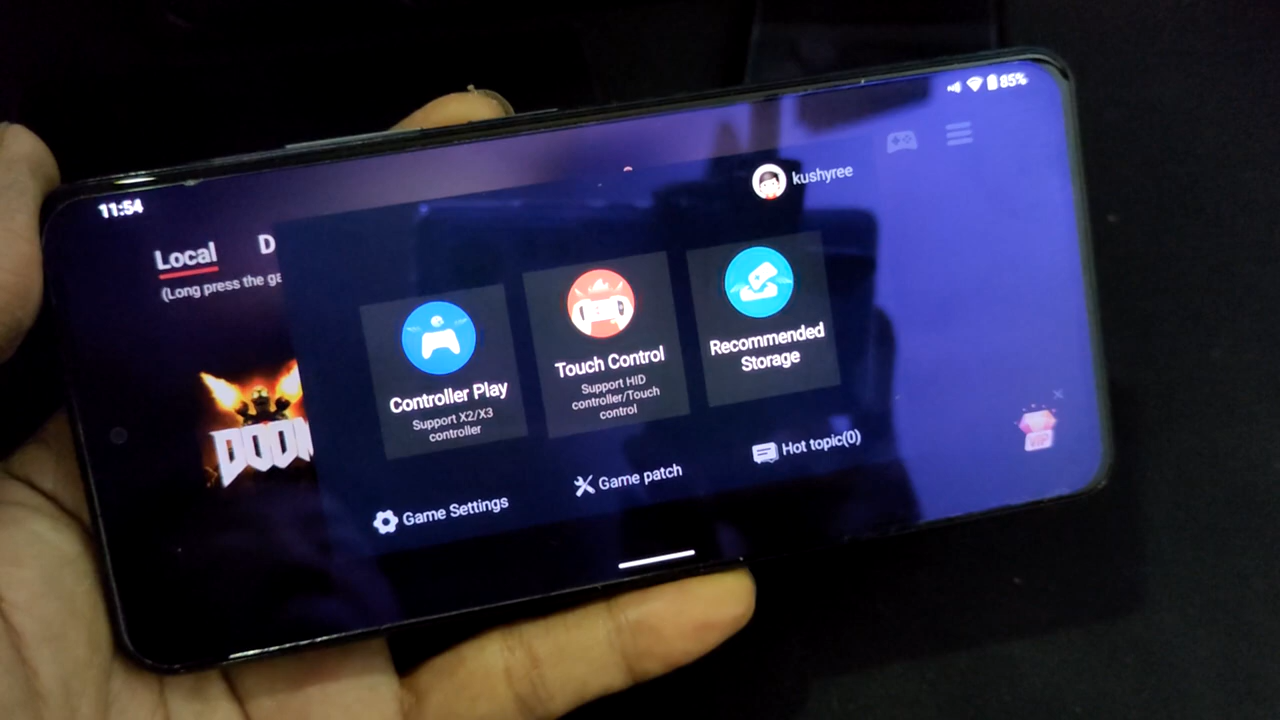 11:54
85%
kushyree
Local D
(Long press the ga
DOOM
Controller Play
Support X2/X3
controller
Touch Control
Support HID
controller/Touch
control
Recommended
Storage
Game Settings
Game patch
Hot topic(0)
VIP